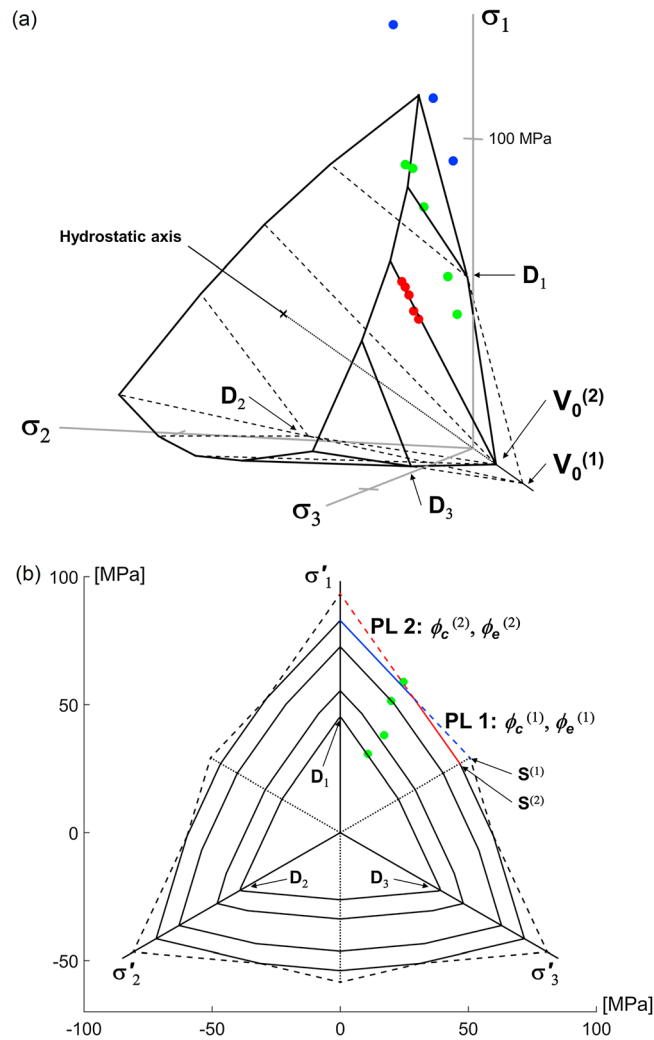 (a)
σ1
100 MPa
Hydrostatic axis
D1
D2
V0(2)
σ2
V0(1)
σ3
D3
(b)
100
[MPa]
σ′1
PL 2: ϕc(2), ϕe(2)
50
PL 1: ϕc(1), ϕe(1)
D1
S(1)
S(2)
0
D2
D3
-50
σ′2
σ′3
[MPa]
-100
-50
0
50
100